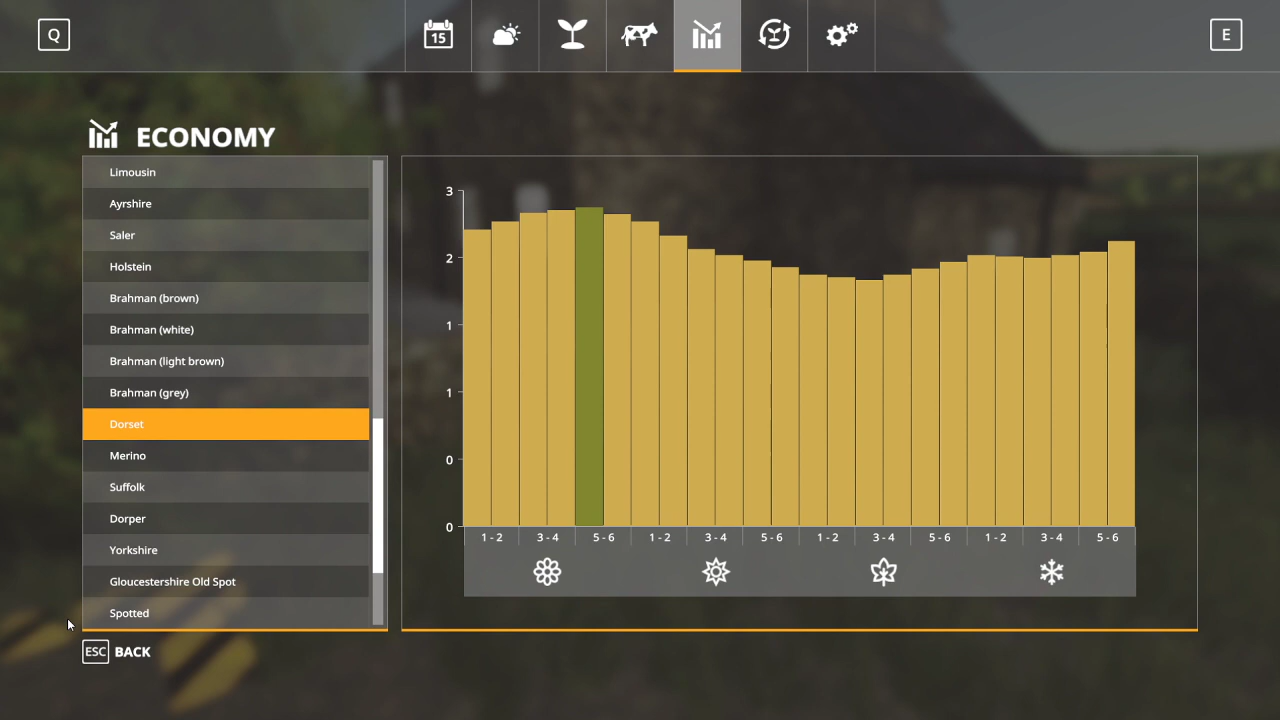 Q
15
E
ECONOMY
Limousin
Ayrshire
Saler
Holstein
Brahman (brown)
Brahman (white)
Brahman (light brown)
Brahman (grey)
Dorset
Merino
Suffolk
Dorper
Yorkshire
Gloucestershire Old Spot
Spotted
3
2
1
1
0
0
1 - 2 3 - 4 5 - 6 1 - 2 3 - 4 5 - 6 1 - 2 3 - 4 5 - 6 1 - 2 3 - 4 5 - 6
ESC BACK